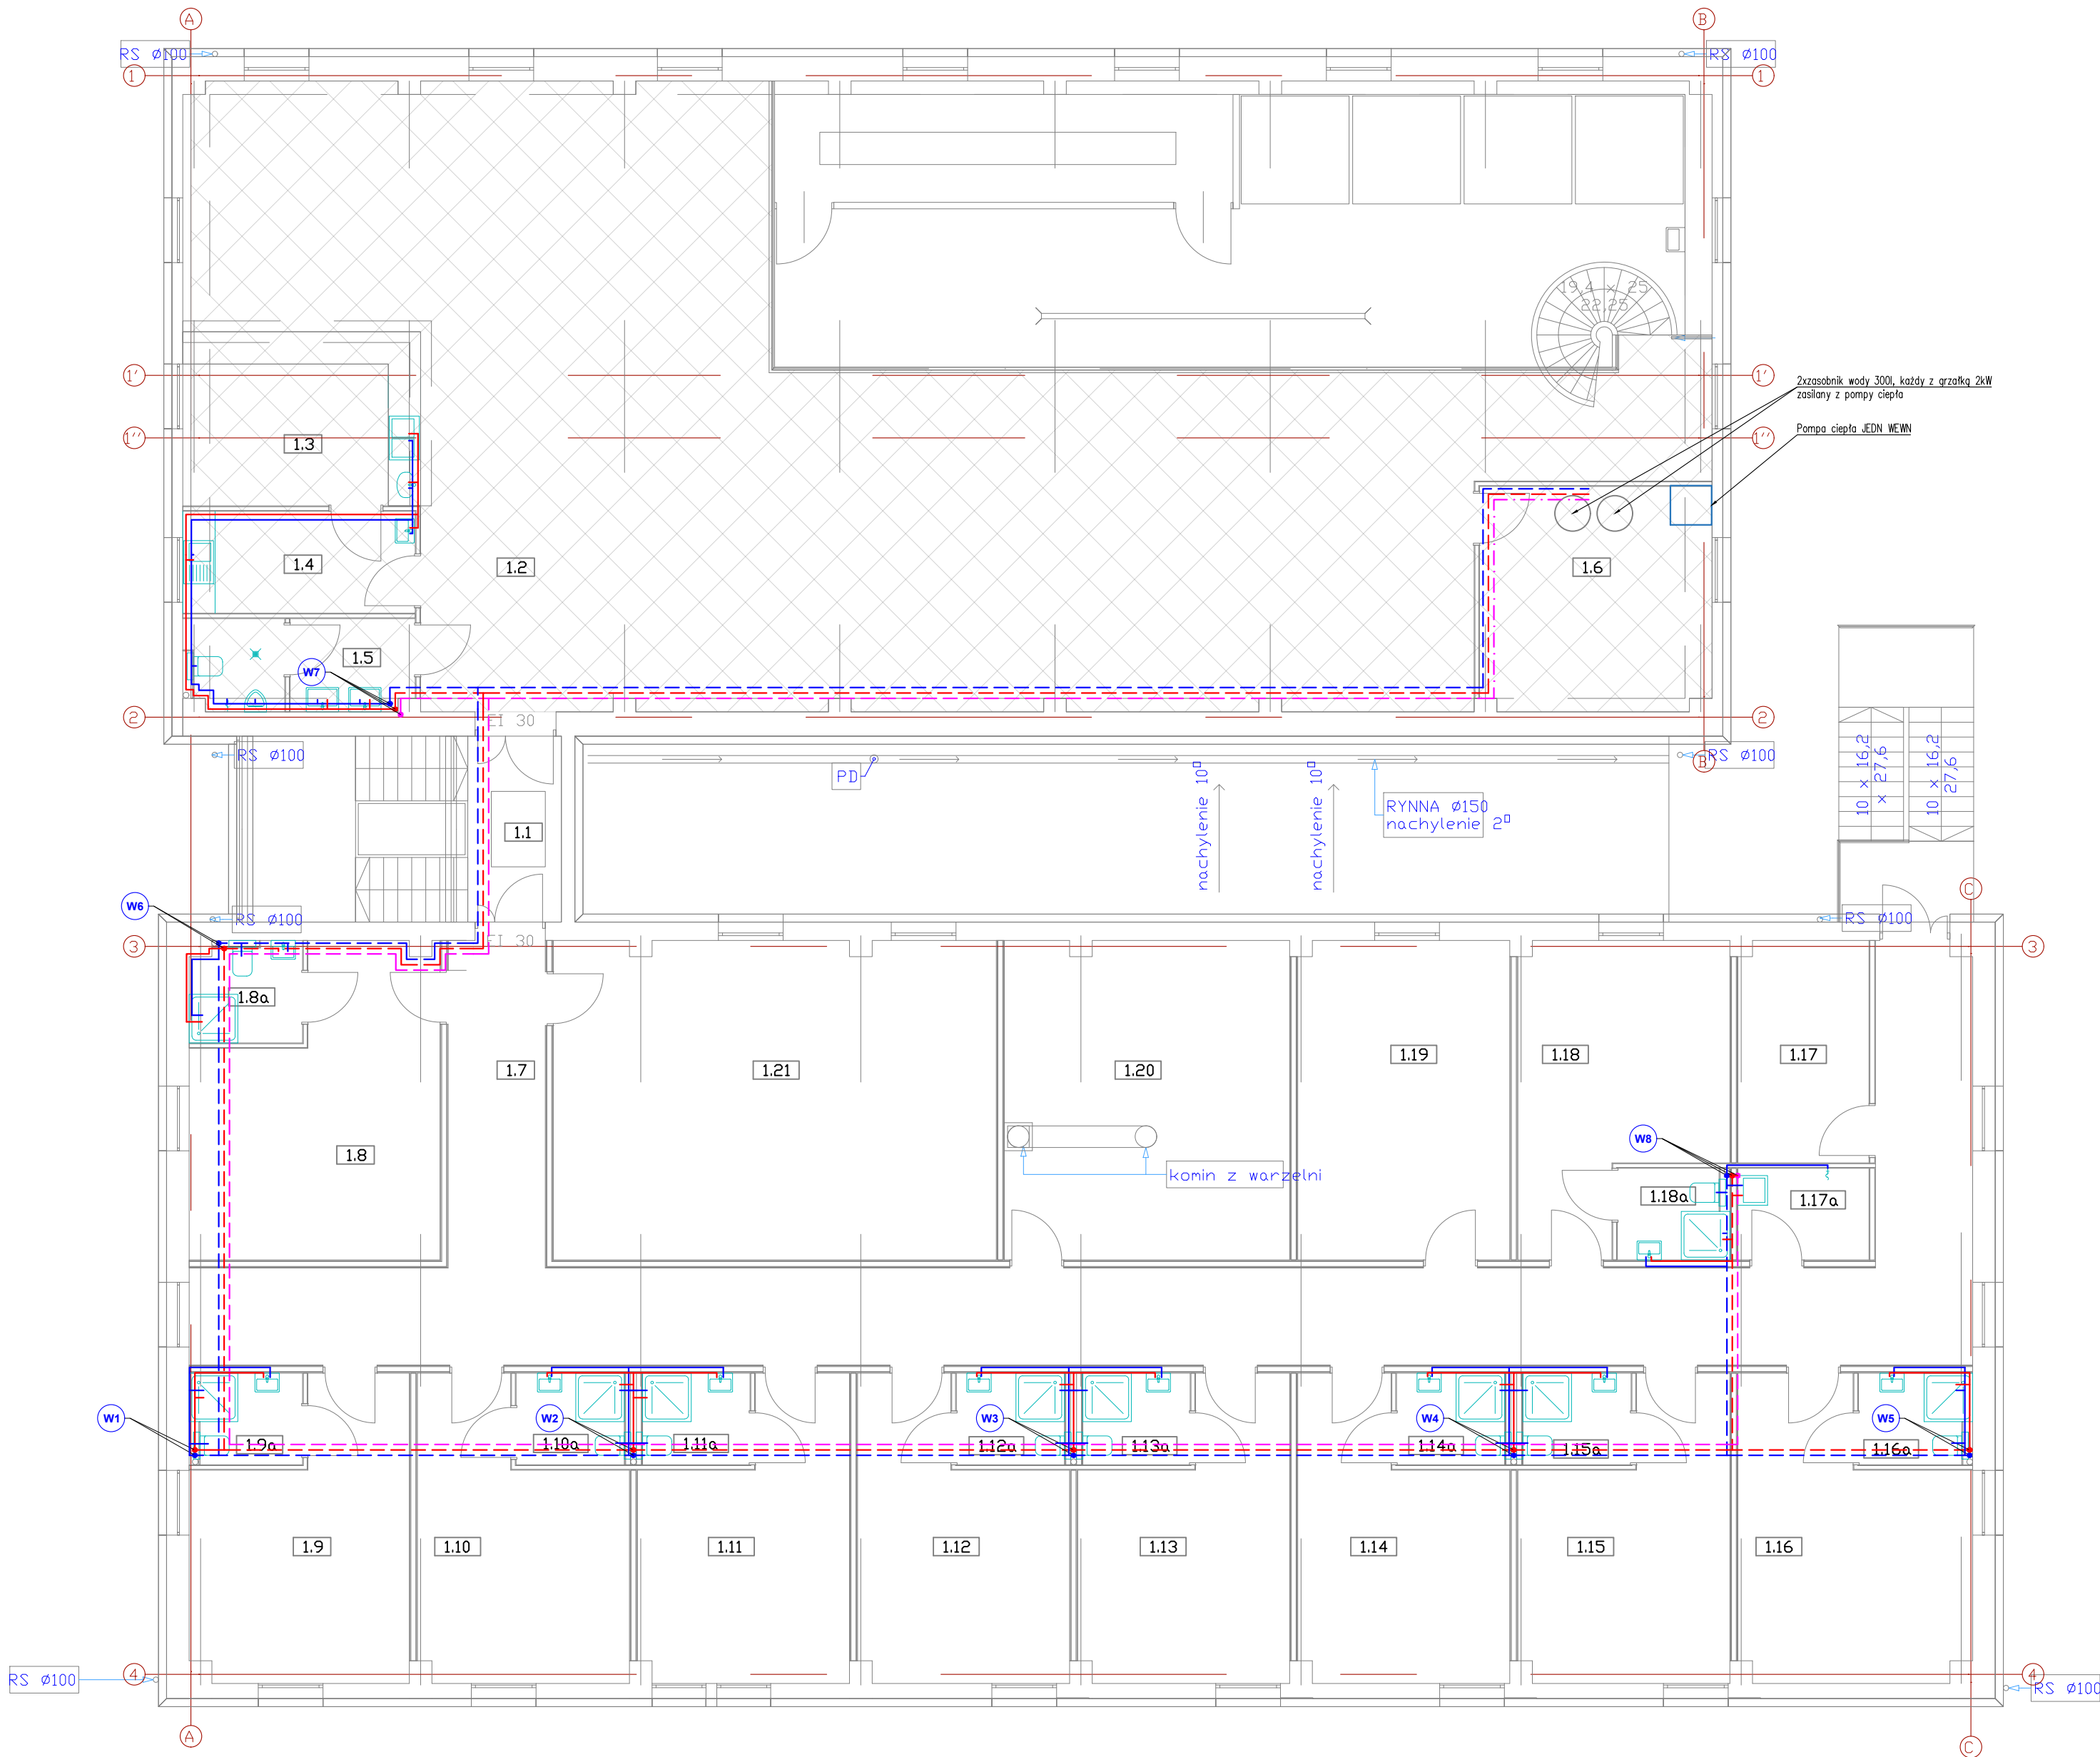 A
B
RS ø100
RS ø100
1
1
19,4 x 25
22,25
1'
1'
2xzasobnik wody 300l, każdy z grzałką 2kW
zasilany z pompy ciepła
Pompa ciepła JEDN WEWN
1''
1''
1.3
1.4
1.2
1.6
1.5
W7
2
EI 30
2
RS ø100
B
RS ø100
PD
nachylenie 10
nachylenie 10
RYNNA ø150
nachylenie 2
10 x 16,2
x 27,6
10 x 16,2
27,6
1.1
C
W6
RS ø100
RS ø100
3
EI 30
3
1.8a
1.7
1.21
1.20
1.19
1.18
1.17
1.8
W8
komin z warzelni
1.18a
1.17a
W1
W2
W3
W4
W5
1.9a
1.10a
1.11a
1.12a
1.13a
1.14a
1.15a
1.16a
1.9
1.10
1.11
1.12
1.13
1.14
1.15
1.16
4
4
RS ø100
RS ø100
A
C